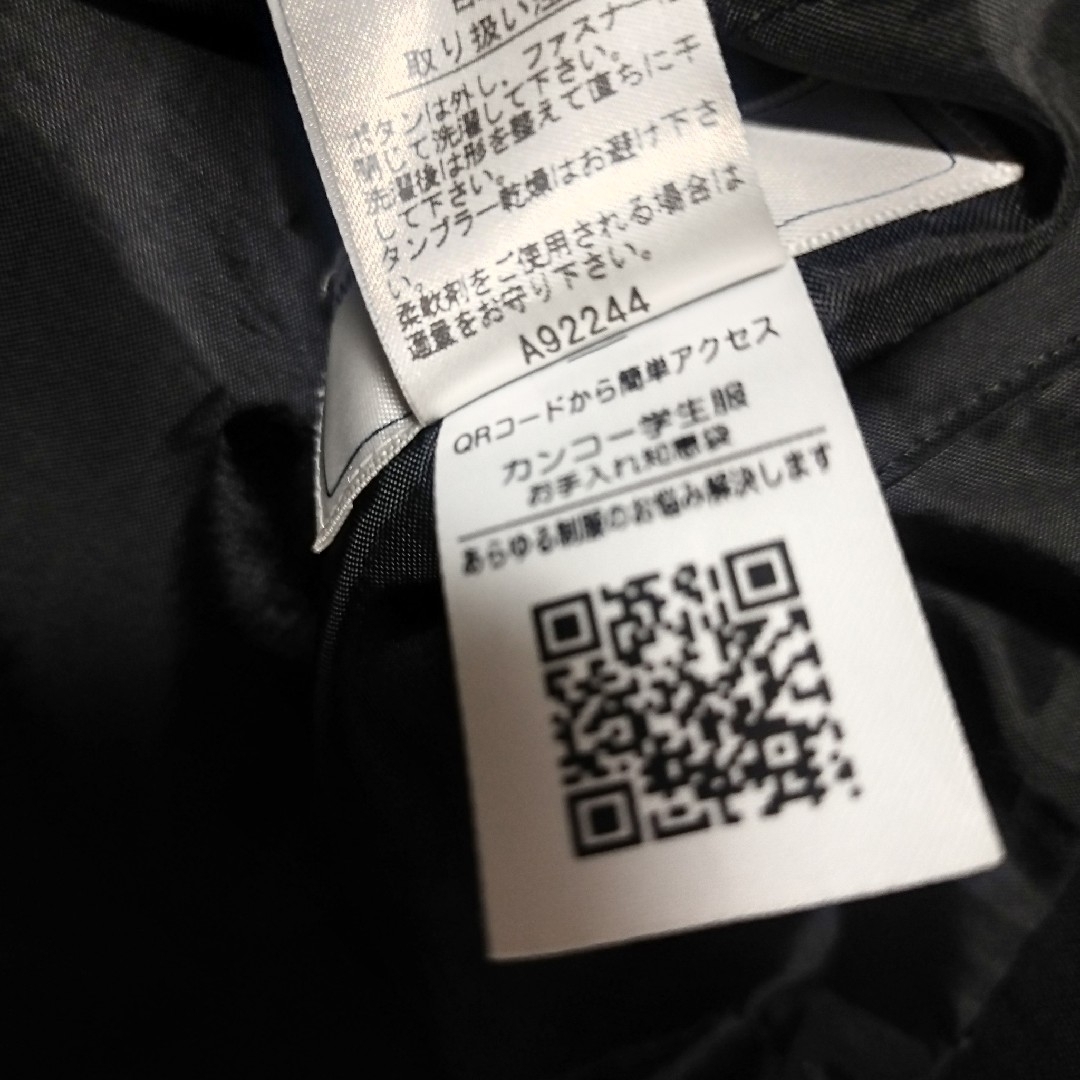 取り扱い注
ボタンは外し、ファスナーは
閉じて洗濯して下さい。
洗濯後は形を整えて直ちに干
して下さい。
タンブラー乾燥はお避け下さ
い。
柔軟剤をご使用される場合は
適量をお守り下さい。
A92244
QRコードから簡単アクセス
カンコー学生服
お手入れ知恵袋
あらゆる制服のお悩み解決します